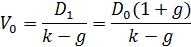 V₀ = D₁ / (k − g) = D₀(1 + g) / (k − g)